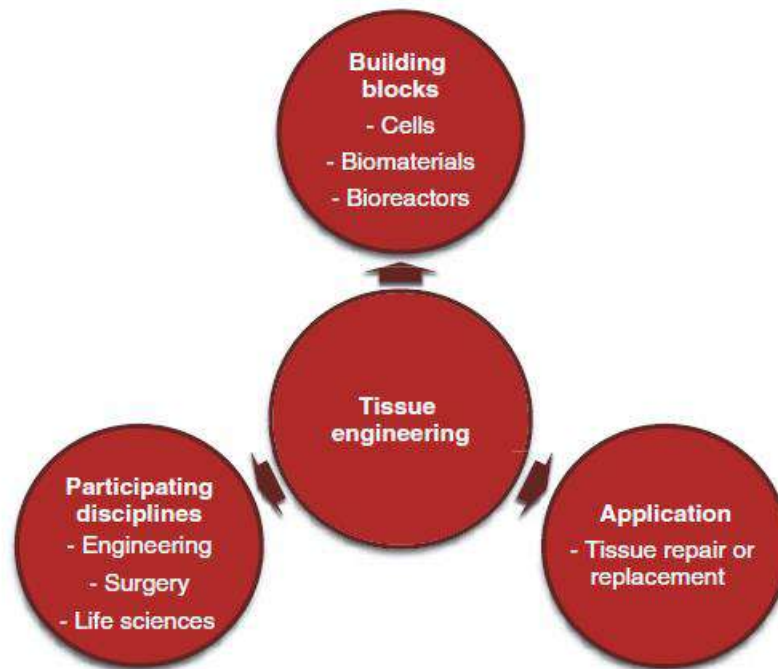 Building
blocks
- Cells
- Biomaterials
- Bioreactors
Tissue
engineering
Participating
disciplines
- Engineering
- Surgery
- Life sciences
Application
- Tissue repair or
replacement